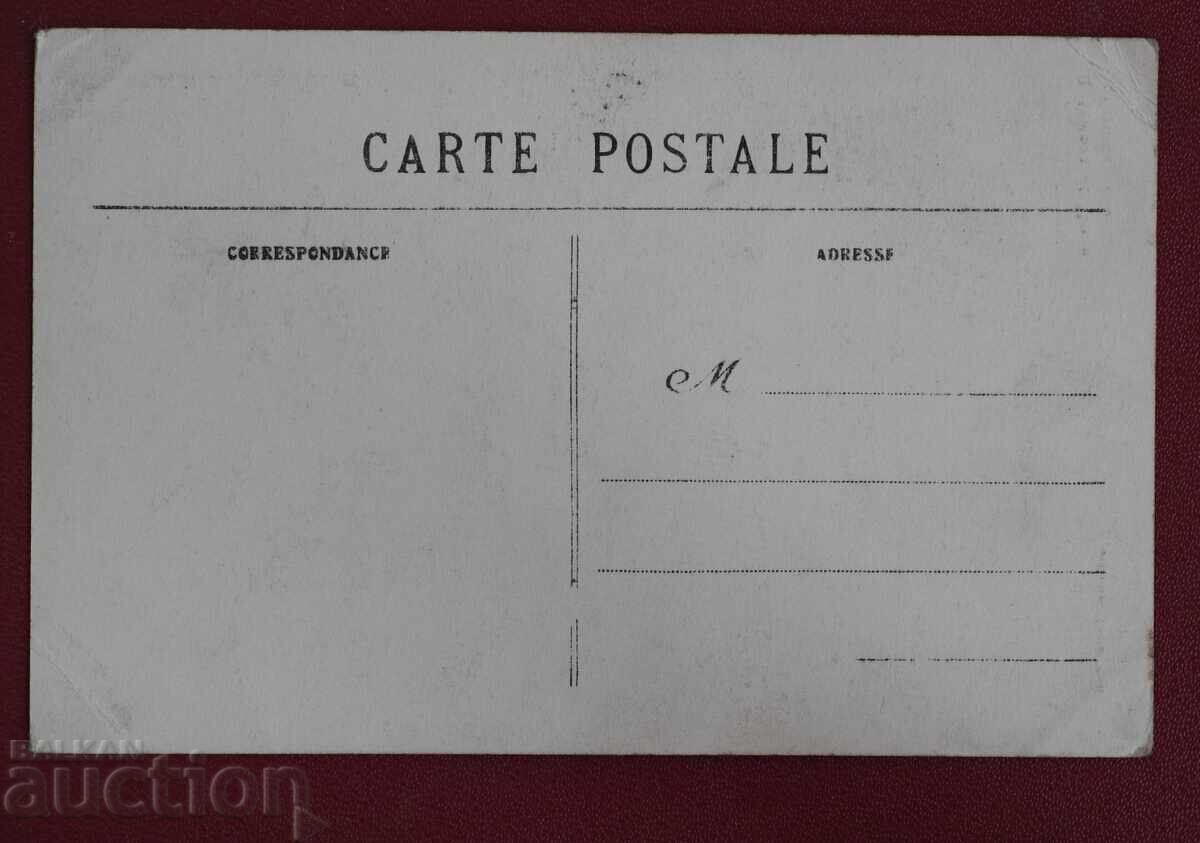 CARTE POSTALE
CORRESPONDANCE
ADRESSE
M
BALKAN
auction